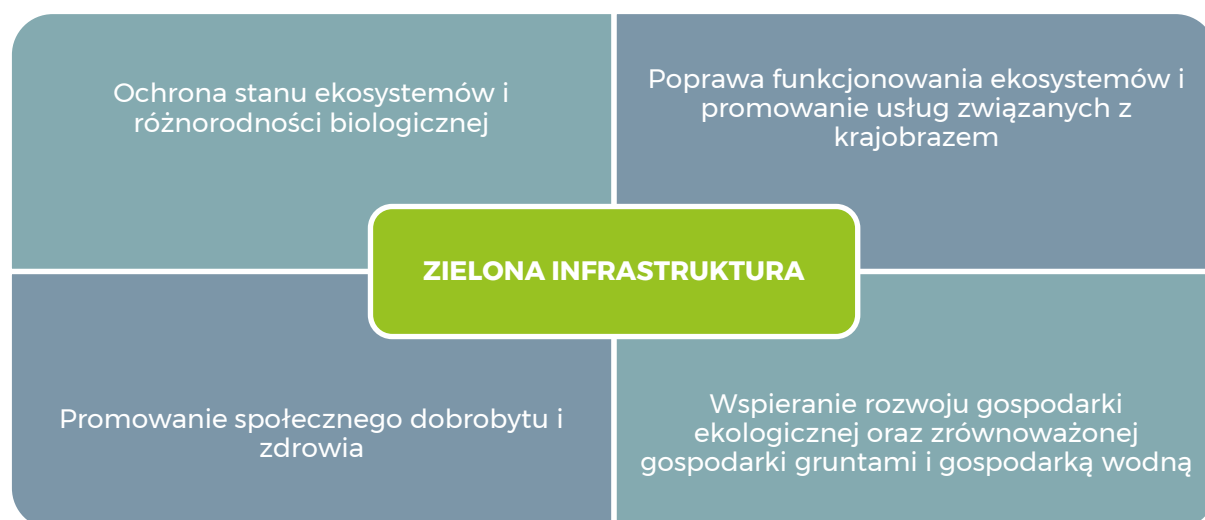 Ochrona stanu ekosystemów i
różnorodności biologicznej
Poprawa funkcjonowania ekosystemów i
promowanie usług związanych z
krajobrazem
ZIELONA INFRASTRUKTURA
Promowanie społecznego dobrobytu i
zdrowia
Wspieranie rozwoju gospodarki
ekologicznej oraz zrównoważonej
gospodarki gruntami i gospodarką wodną